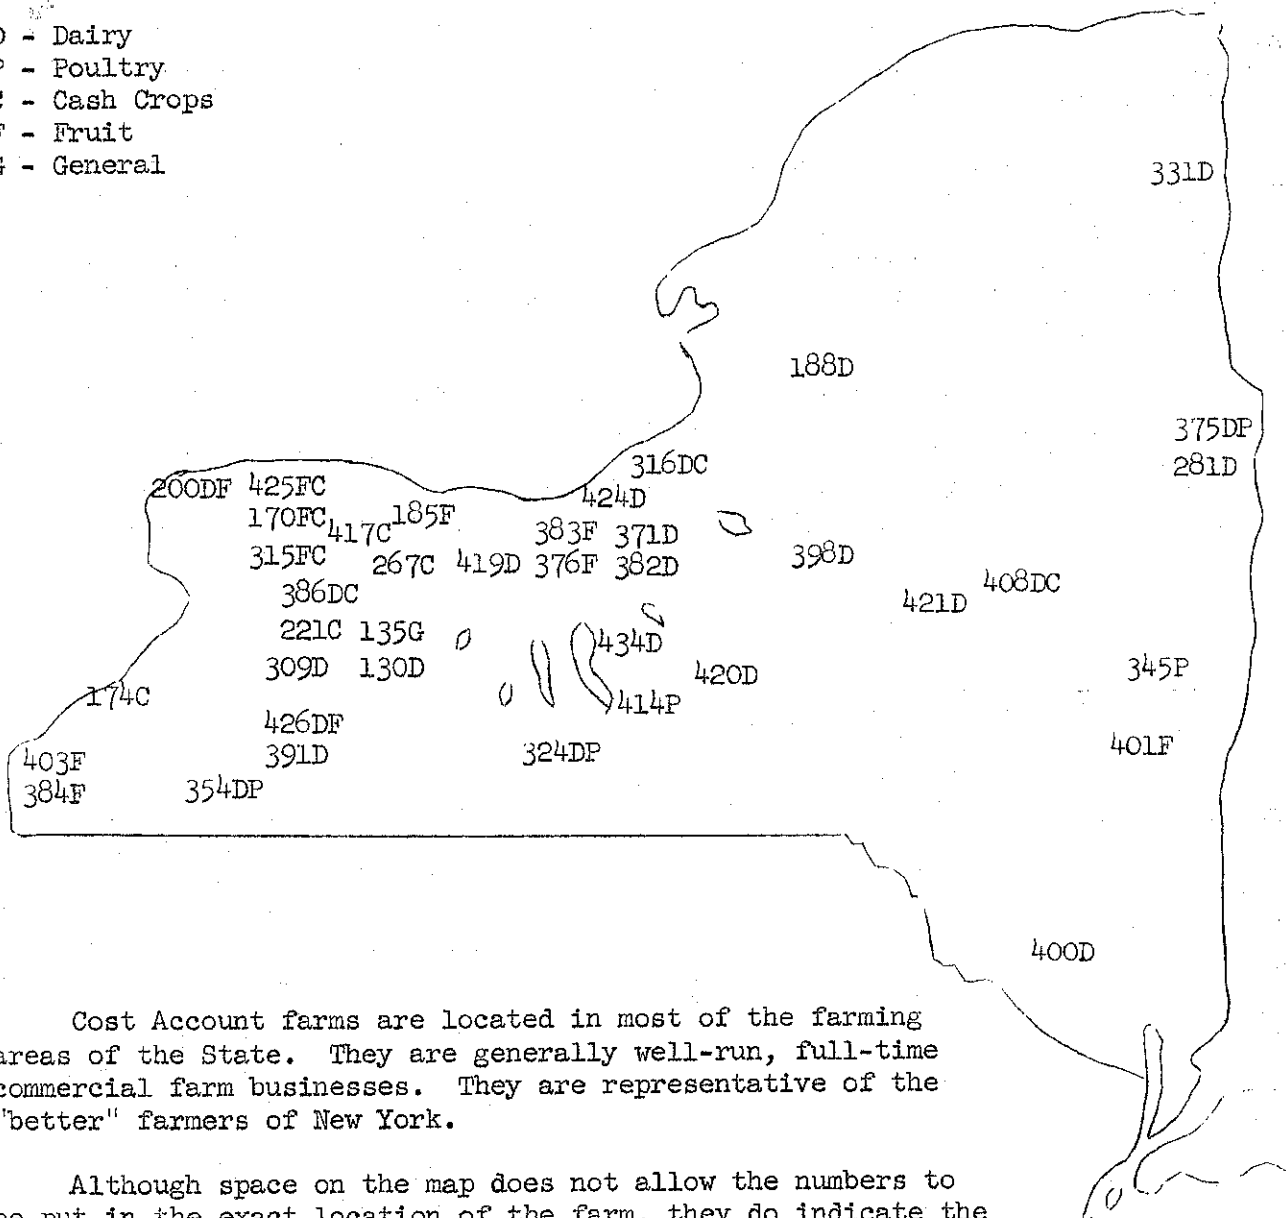 - Dairy
- Poultry
- Cash Crops
- Fruit
- General
331D
188D
375DP
281D
316DC
200DF 425FC 424D
170FC 417C 185F 383F 371D
315FC 267C 419D 376F 382D 398D
386DC 421D 408DC
221C 135G 434D
309D 130D 420D 345P
174C 414P
426DF 401F
403F 391D 324DP
384F 354DP
400D
Cost Account farms are located in most of the farming
areas of the State. They are generally well-run, full-time
commercial farm businesses. They are representative of the
"better" farmers of New York.
Although space on the map does not allow the numbers to
be put in the exact location of the farm, they do indicate the